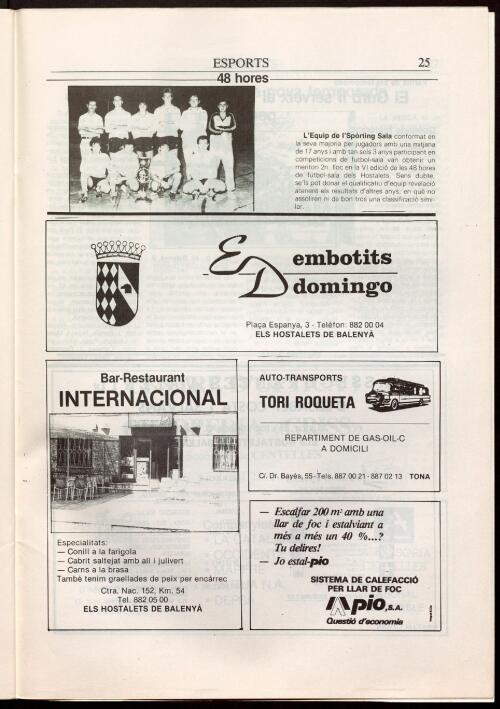 ESPORTS 25
48 hores
L'Equip de l'Spòrting Sala conformat en
la seva majoria per jugadors amb una mitjana
de 17 anys i amb tan sols 3 anys participant en
competicions de futbol-sala van obtenir un
meritori 2n. lloc en la VI edició de les 48 hores
de futbol-sala dels Hostalets. Sens dubte,
se'ls pot donar el qualificatiu d'equip revelació
atenent els resultats d'altres anys, en què no
assoliren ni de bon tros una classificació simi-
lar.
ED embotits
domingo
Plaça Espanya, 3 - Telèfon: 882 00 04
ELS HOSTALETS DE BALENYÀ
Bar-Restaurant
INTERNACIONAL
Especialitats:
— Conill a la farigola
— Cabrit saltejat amb all i julivert
— Carns a la brasa
També tenim graellades de peix per encàrrec
Ctra. Nac. 152, Km. 54
Tel. 882 05 00
ELS HOSTALETS DE BALENYÀ
AUTO-TRANSPORTS
TORI ROQUETA
REPARTIMENT DE GAS-OIL-C
A DOMICILI
C/. Dr. Bayés, 55 - Tels. 887 00 21 - 887 02 13 TONA
— Escalfar 200 m² amb una
llar de foc i estalviant a
més a més un 40 %...?
Tu delires!
— Jo estal-pio
SISTEMA DE CALEFACCIÓ
PER LLAR DE FOC
pio, S.A.
Qüestió d'economia